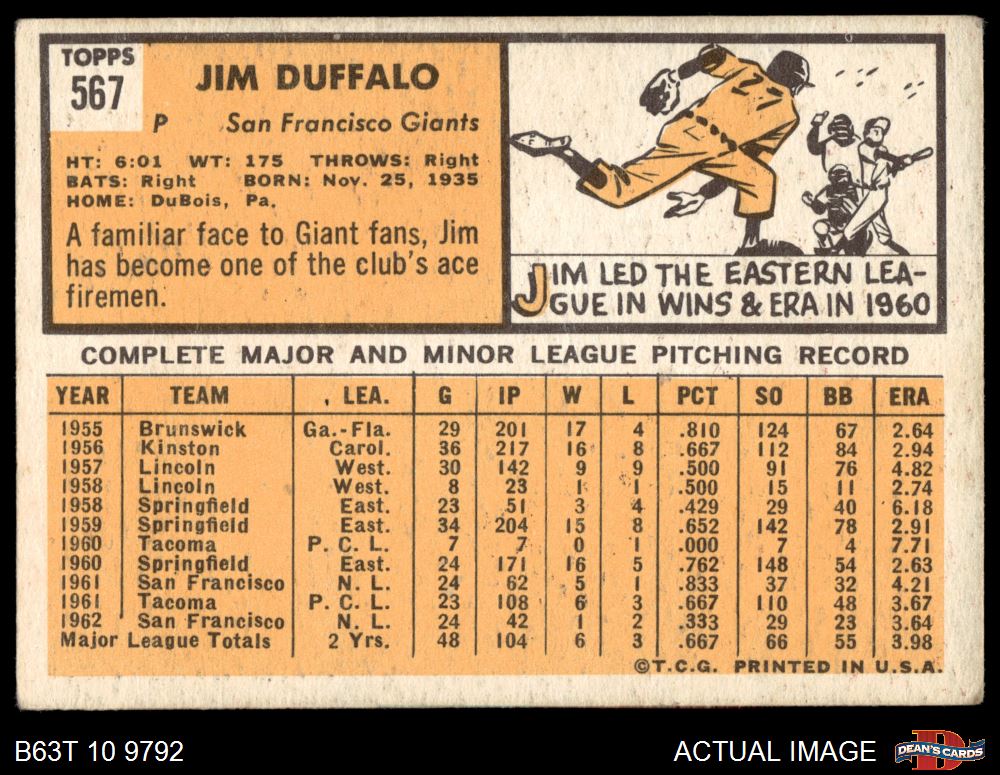 TOPPS
567
JIM DUFFALO
P San Francisco Giants
HT: 6:01 WT: 175 THROWS: Right
BATS: Right BORN: Nov. 25, 1935
HOME: DuBois, Pa.
A familiar face to Giant fans, Jim
has become one of the club's ace
firemen.
27
JIM LED THE EASTERN LEA-
GUE IN WINS & ERA IN 1960
COMPLETE MAJOR AND MINOR LEAGUE PITCHING RECORD
YEAR TEAM LEA. G IP W L PCT SO BB ERA
1955 Brunswick Ga.-Fla. 29 201 17 4 .810 124 67 2.64
1956 Kinston Carol. 36 217 16 8 .667 112 84 2.94
1957 Lincoln West. 30 142 9 9 .500 91 76 4.82
1958 Lincoln West. 8 23 1 1 .500 15 11 2.74
1958 Springfield East. 23 51 3 4 .429 29 40 6.18
1959 Springfield East. 34 204 15 8 .652 142 78 2.91
1960 Tacoma P. C. L. 7 7 0 1 .000 7 4 7.71
1960 Springfield East. 24 171 16 5 .762 148 54 2.63
1961 San Francisco N. L. 24 62 5 1 .833 37 32 4.21
1961 Tacoma P. C. L. 23 108 6 3 .667 110 48 3.67
1962 San Francisco N. L. 24 42 1 2 .333 29 23 3.64
Major League Totals 2 Yrs. 48 104 6 3 .667 66 55 3.98
©T.C.G. PRINTED IN U.S.A.
B63T 10 9792
ACTUAL IMAGE
DEAN'S CARDS